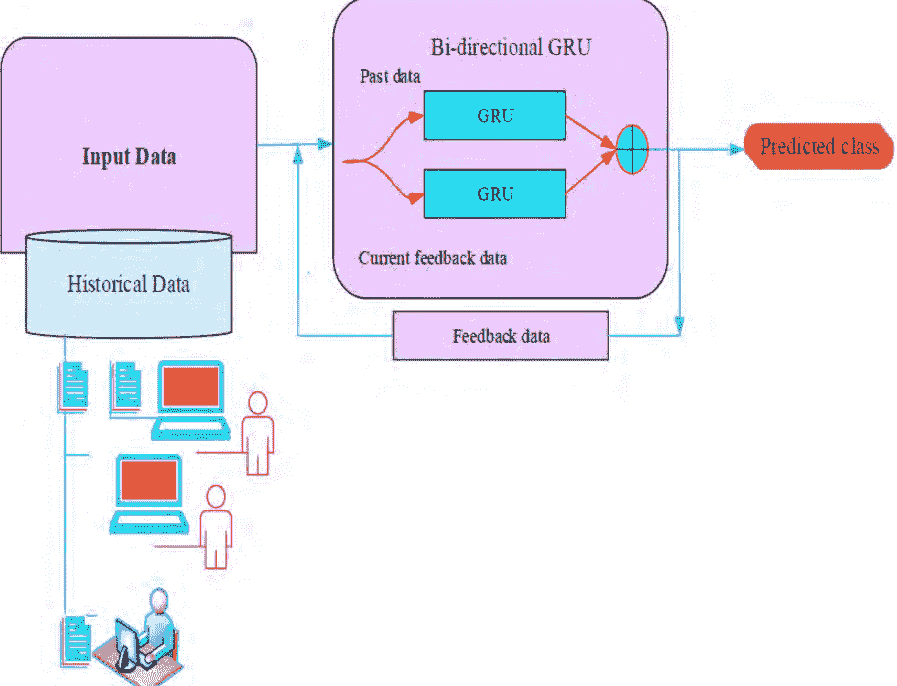 Bi-directional GRU
Past data
GRU
Input Data
Predicted class
GRU
Current feedback data
Historical Data
Feedback data